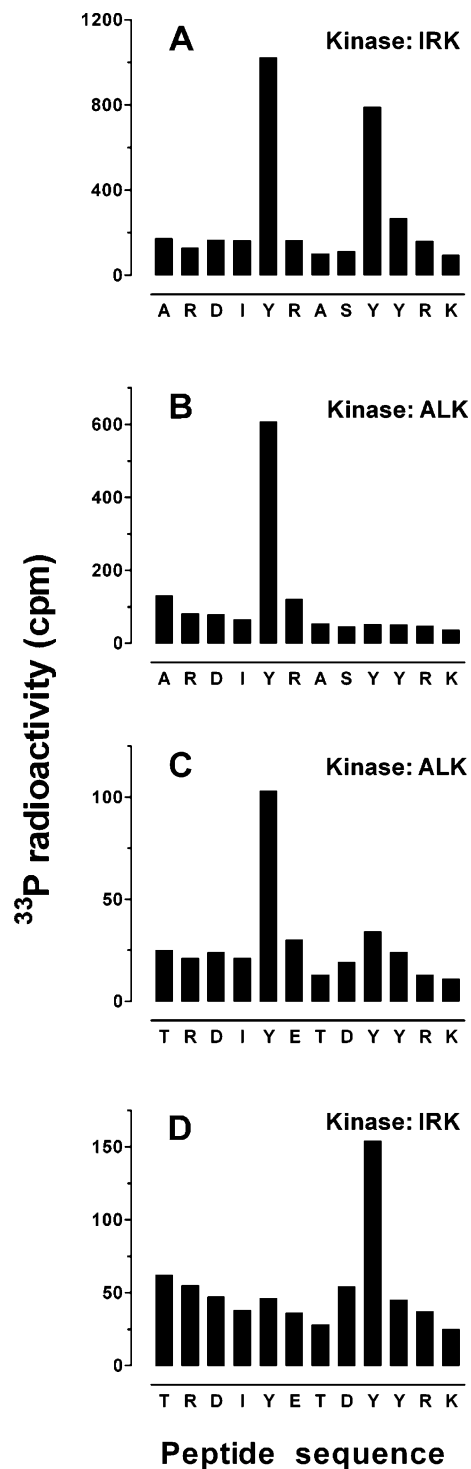 A
Kinase: IRK
1200
800
400
0
A R D I Y R A S Y Y R K
B
Kinase: ALK
600
400
200
0
A R D I Y R A S Y Y R K
C
Kinase: ALK
100
50
0
T R D I Y E T D Y Y R K
D
Kinase: IRK
150
100
50
0
T R D I Y E T D Y Y R K
33P radioactivity (cpm)
Peptide sequence